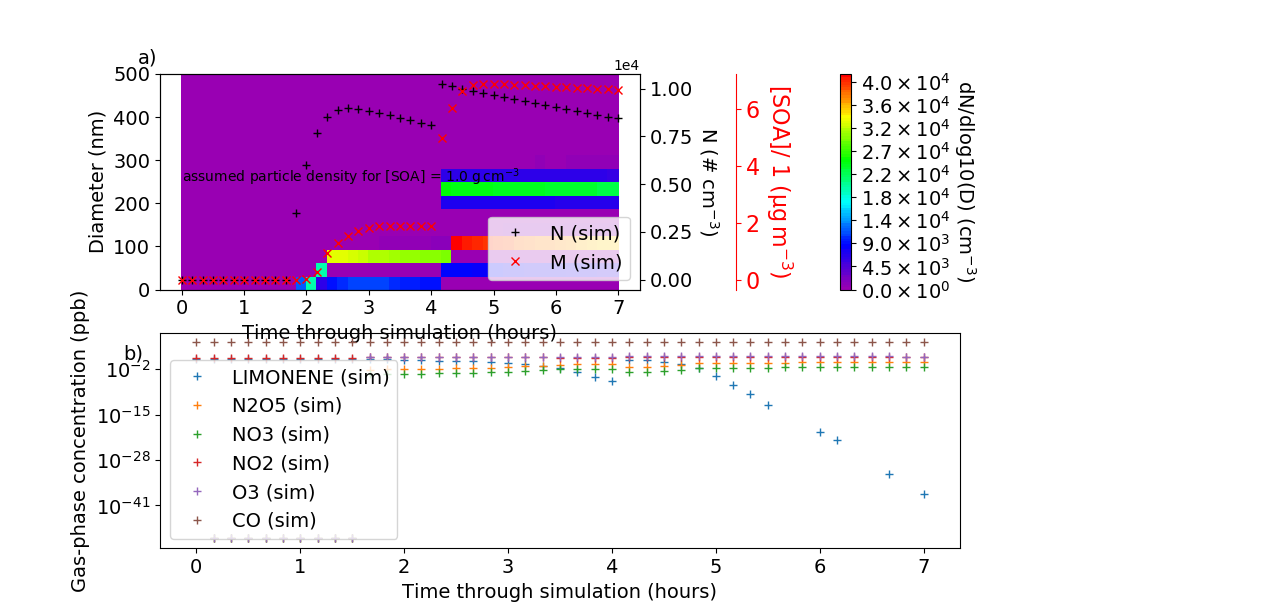 a)
1e4
500
400
300
200
100
0
Diameter (nm)
assumed particle density for [SOA] = 1.0 g cm⁻³
N (sim)
M (sim)
0 1 2 3 4 5 6 7
Time through simulation (hours)
1.00
0.75
0.50
0.25
0.00
N (# cm⁻³)
6
4
2
0
[SOA]/ 1 (µg m⁻³)
4.0 × 10⁴
3.6 × 10⁴
3.2 × 10⁴
2.7 × 10⁴
2.3 × 10⁴
1.8 × 10⁴
1.4 × 10⁴
9.0 × 10³
4.5 × 10³
0.0 × 10⁰
dN/dlog10(D) (cm⁻³)
b)
10⁻²
10⁻¹⁵
10⁻²⁸
10⁻⁴¹
Gas-phase concentration (ppb)
LIMONENE (sim)
N2O5 (sim)
NO3 (sim)
NO2 (sim)
O3 (sim)
CO (sim)
0 1 2 3 4 5 6 7
Time through simulation (hours)